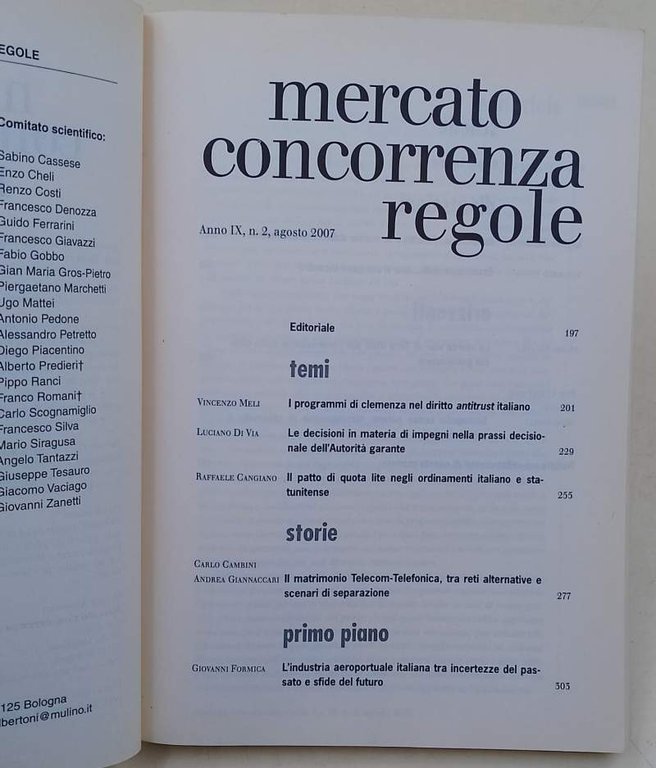 EGOLE
Comitato scientifico:
Sabino Cassese
Enzo Cheli
Renzo Costi
Francesco Denozza
Guido Ferrarini
Francesco Giavazzi
Fabio Gobbo
Gian Maria Gros-Pietro
Piergaetano Marchetti
Ugo Mattei
Antonio Pedone
Alessandro Petretto
Diego Piacentino
Alberto Predieri†
Pippo Ranci
Franco Romani†
Carlo Scognamiglio
Francesco Silva
Mario Siragusa
Angelo Tantazzi
Giuseppe Tesauro
Giacomo Vaciago
Giovanni Zanetti
125 Bologna
lbertoni@mulino.it
mercato
concorrenza
regole
Anno IX, n. 2, agosto 2007
Editoriale 197
temi
VINCENZO MELI I programmi di clemenza nel diritto antitrust italiano 201
LUCIANO DI VIA Le decisioni in materia di impegni nella prassi decisio-
nale dell'Autorità garante 229
RAFFAELE CANGIANO Il patto di quota lite negli ordinamenti italiano e sta-
tunitense 255
storie
CARLO CAMBINI
ANDREA GIANNACCARI Il matrimonio Telecom-Telefonica, tra reti alternative e
scenari di separazione 277
primo piano
GIOVANNI FORMICA L'industria aeroportuale italiana tra incertezze del pas-
sato e sfide del futuro 303